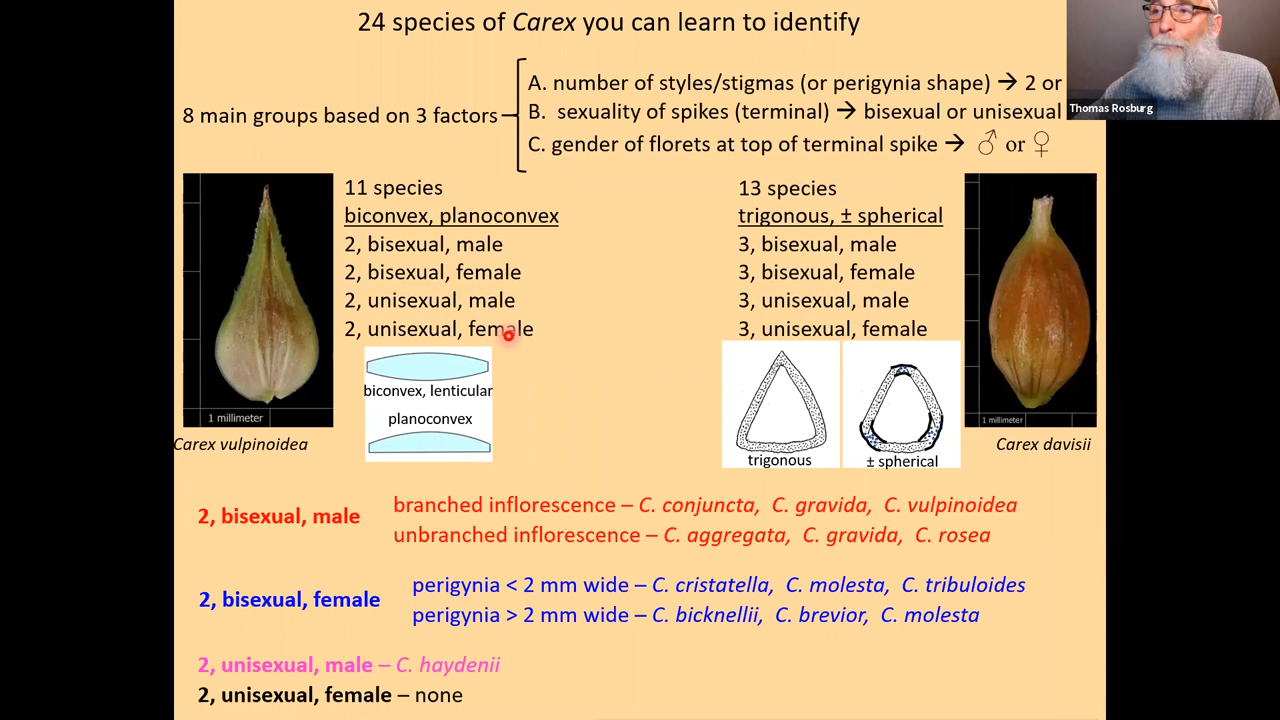 24 species of Carex you can learn to identify
8 main groups based on 3 factors
A. number of styles/stigmas (or perigynia shape) → 2 or
B. sexuality of spikes (terminal) → bisexual or unisexual
C. gender of florets at top of terminal spike → ♂ or ♀
Thomas Rosburg
11 species
biconvex, planoconvex
2, bisexual, male
2, bisexual, female
2, unisexual, male
2, unisexual, female
biconvex, lenticular
planoconvex
1 millimeter
Carex vulpinoidea
13 species
trigonous, ± spherical
3, bisexual, male
3, bisexual, female
3, unisexual, male
3, unisexual, female
trigonous
± spherical
1 millimeter
Carex davisii
2, bisexual, male
branched inflorescence – C. conjuncta, C. gravida, C. vulpinoidea
unbranched inflorescence – C. aggregata, C. gravida, C. rosea
2, bisexual, female
perigynia < 2 mm wide – C. cristatella, C. molesta, C. tribuloides
perigynia > 2 mm wide – C. bicknellii, C. brevior, C. molesta
2, unisexual, male – C. haydenii
2, unisexual, female – none